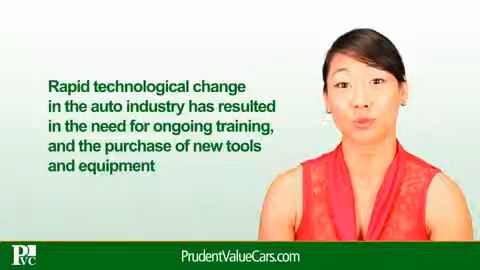 Rapid technological change
in the auto industry has resulted
in the need for ongoing training,
and the purchase of new tools
and equipment
PVC
PrudentValueCars.com